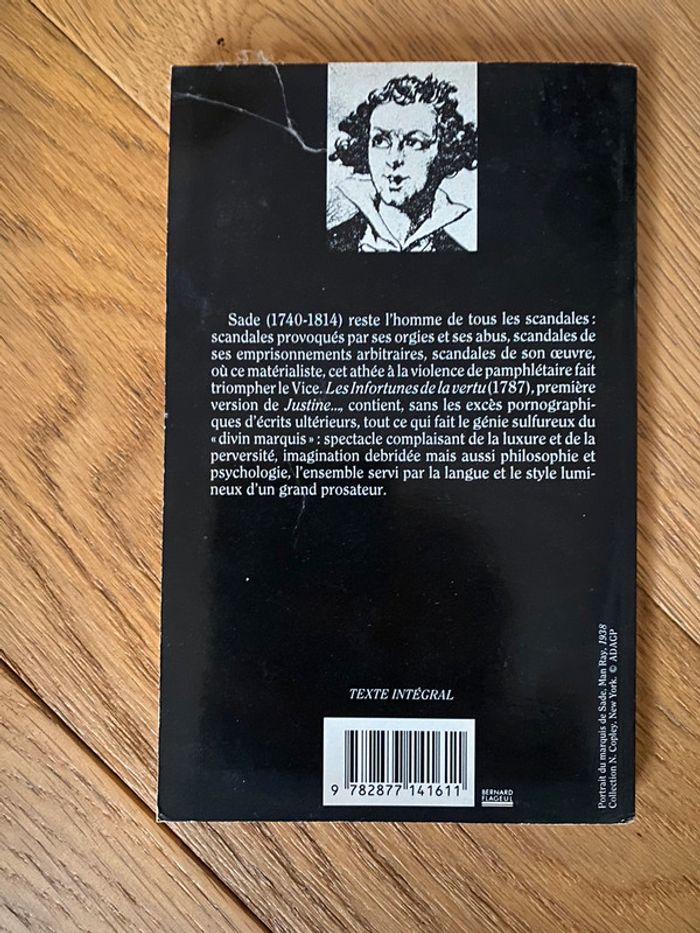 Sade (1740-1814) reste l'homme de tous les scandales :
scandales provoqués par ses orgies et ses abus, scandales de
ses emprisonnements arbitraires, scandales de son œuvre,
où ce matérialiste, cet athée à la violence de pamphlétaire fait
triompher le Vice. Les Infortunes de la vertu (1787), première
version de Justine..., contient, sans les excès pornographi-
ques d'écrits ultérieurs, tout ce qui fait le génie sulfureux du
« divin marquis » : spectacle complaisant de la luxure et de la
perversité, imagination debridée mais aussi philosophie et
psychologie, l'ensemble servi par la langue et le style lumi-
neux d'un grand prosateur.
TEXTE INTÉGRAL
9 782877 141611
BERNARD
FLAGEUL
Portrait du marquis de Sade, Man Ray, 1938
Collection N. Copley, New York. © ADAGP